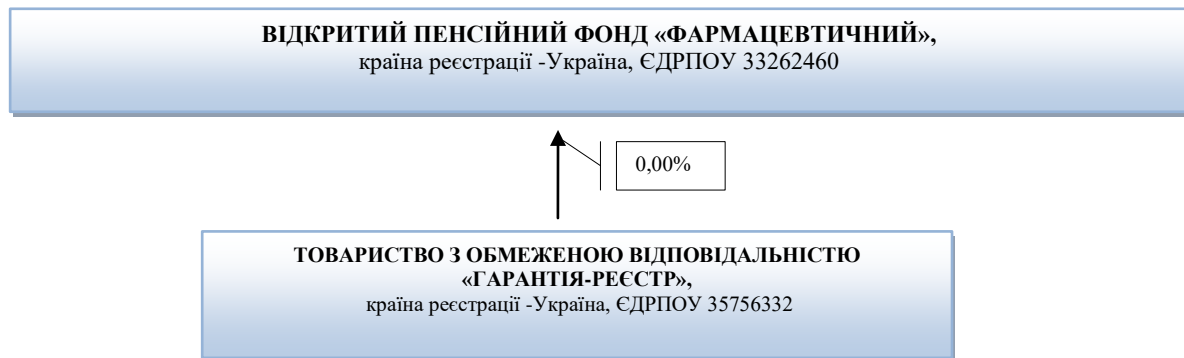 ВІДКРИТИЙ ПЕНСІЙНИЙ ФОНД «ФАРМАЦЕВТИЧНИЙ»,
країна реєстрації -Україна, ЄДРПОУ 33262460
0,00%
ТОВАРИСТВО З ОБМЕЖЕНОЮ ВІДПОВІДАЛЬНІСТЮ
«ГАРАНТІЯ-РЕЄСТР»,
країна реєстрації -Україна, ЄДРПОУ 35756332